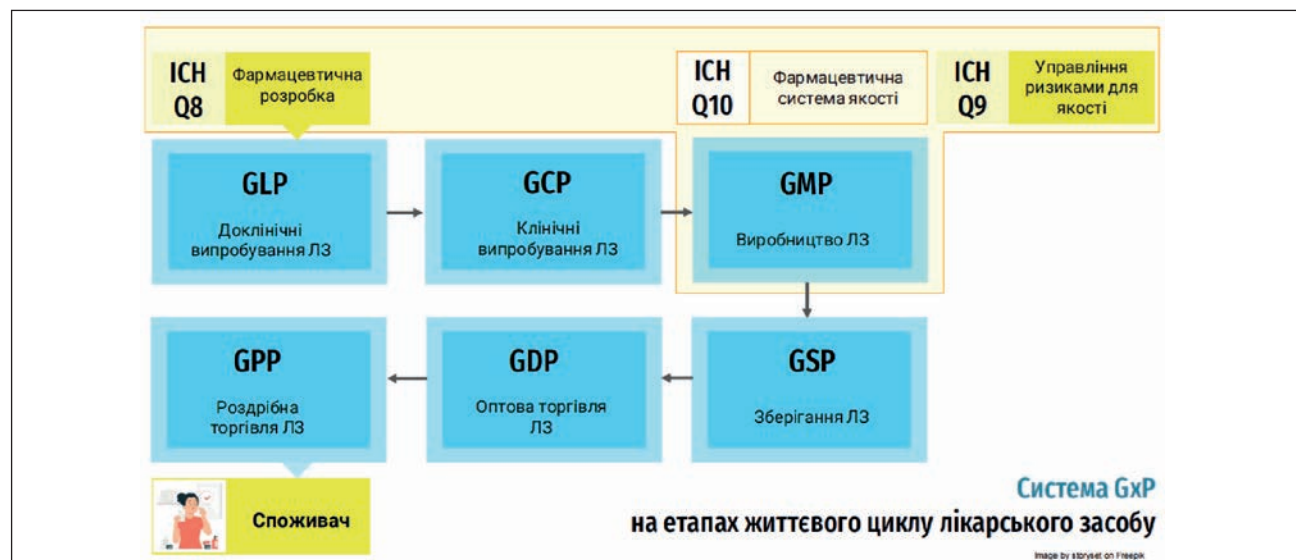 ICH
Q8
Фармацевтична
розробка
ICH
Q10
Фармацевтична
система якості
ICH
Q9
Управління
ризиками для
якості
GLP
Доклінічні
випробування ЛЗ
GCP
Клінічні
випробування ЛЗ
GMP
Виробництво ЛЗ
GPP
Роздрібна
торгівля ЛЗ
GDP
Оптова торгівля
ЛЗ
GSP
Зберігання ЛЗ
Споживач
Система GxP
на етапах життєвого циклу лікарського засобу
Image by storyset on Freepik